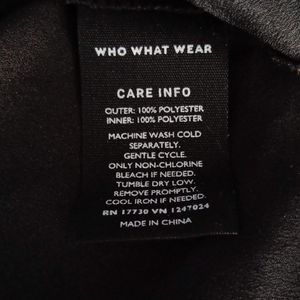 WHO WHAT WEAR
CARE INFO
OUTER: 100% POLYESTER
INNER: 100% POLYESTER
MACHINE WASH COLD
SEPARATELY.
GENTLE CYCLE.
ONLY NON-CHLORINE
BLEACH IF NEEDED.
TUMBLE DRY LOW.
REMOVE PROMPTLY.
COOL IRON IF NEEDED.
RN 17730 VN 1247024
MADE IN CHINA